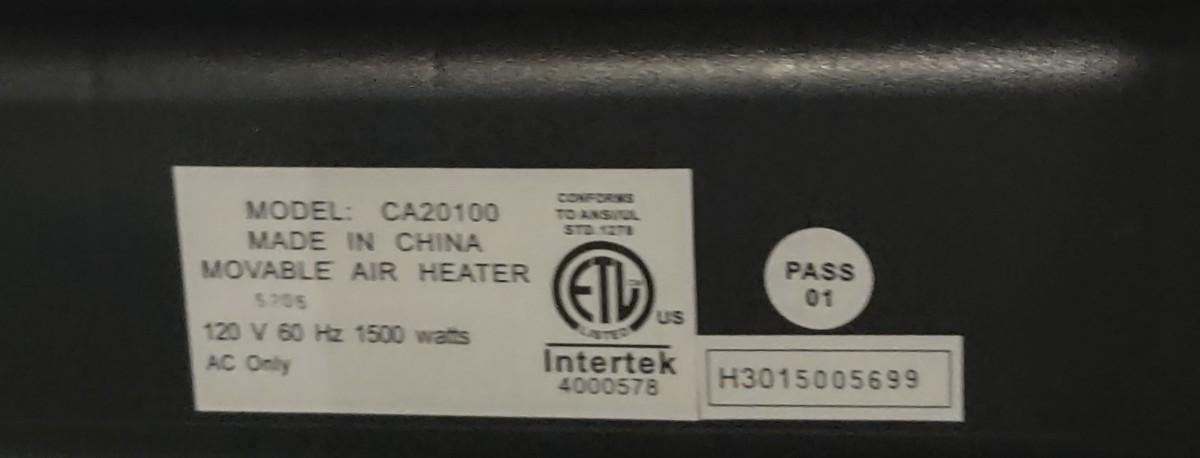 MODEL: CA20100
MADE IN CHINA
MOVABLE AIR HEATER
5205
120 V 60 Hz 1500 watts
AC Only
CONFORMS
TO ANSI/UL
STD.1278
ETL
LISTED
US
Intertek
4000578
PASS
01
H3015005699